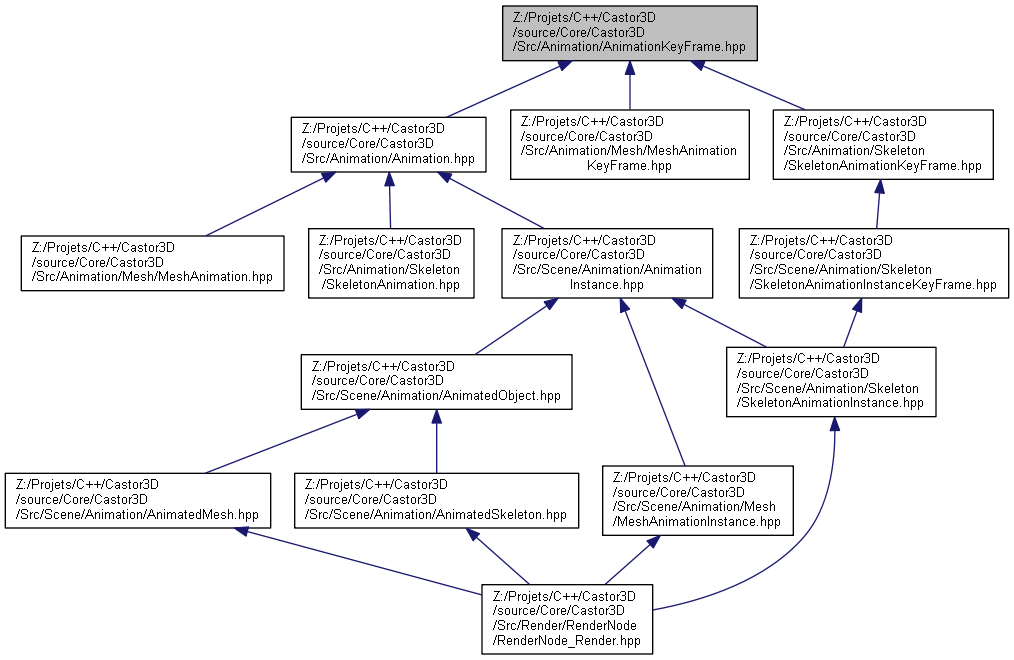 Z:/Projets/C++/Castor3D
/source/Core/Castor3D
/Src/Animation/AnimationKeyFrame.hpp
Z:/Projets/C++/Castor3D
/source/Core/Castor3D
/Src/Animation/Animation.hpp
Z:/Projets/C++/Castor3D
/source/Core/Castor3D
/Src/Animation/Mesh/MeshAnimation
KeyFrame.hpp
Z:/Projets/C++/Castor3D
/source/Core/Castor3D
/Src/Animation/Skeleton
/SkeletonAnimationKeyFrame.hpp
Z:/Projets/C++/Castor3D
/source/Core/Castor3D
/Src/Animation/Mesh/MeshAnimation.hpp
Z:/Projets/C++/Castor3D
/source/Core/Castor3D
/Src/Animation/Skeleton
/SkeletonAnimation.hpp
Z:/Projets/C++/Castor3D
/source/Core/Castor3D
/Src/Scene/Animation/Animation
Instance.hpp
Z:/Projets/C++/Castor3D
/source/Core/Castor3D
/Src/Scene/Animation/Skeleton
/SkeletonAnimationInstanceKeyFrame.hpp
Z:/Projets/C++/Castor3D
/source/Core/Castor3D
/Src/Scene/Animation/AnimatedObject.hpp
Z:/Projets/C++/Castor3D
/source/Core/Castor3D
/Src/Scene/Animation/Skeleton
/SkeletonAnimationInstance.hpp
Z:/Projets/C++/Castor3D
/source/Core/Castor3D
/Src/Scene/Animation/AnimatedMesh.hpp
Z:/Projets/C++/Castor3D
/source/Core/Castor3D
/Src/Scene/Animation/AnimatedSkeleton.hpp
Z:/Projets/C++/Castor3D
/source/Core/Castor3D
/Src/Scene/Animation/Mesh
/MeshAnimationInstance.hpp
Z:/Projets/C++/Castor3D
/source/Core/Castor3D
/Src/Render/RenderNode
/RenderNode_Render.hpp